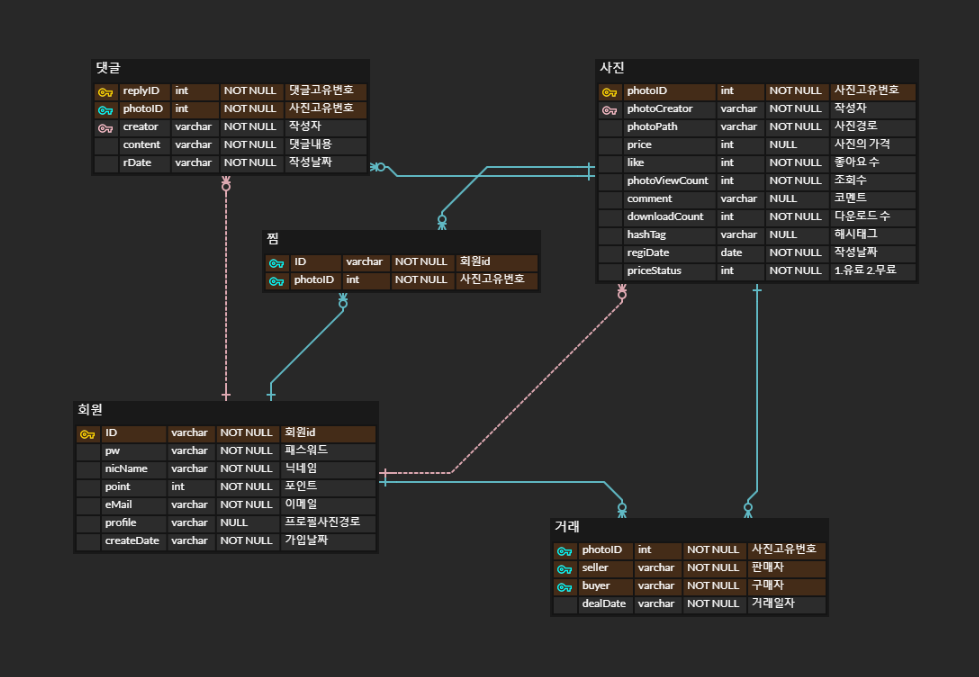 댓글
replyID int NOT NULL 댓글고유번호
photoID int NOT NULL 사진고유번호
creator varchar NOT NULL 작성자
content varchar NOT NULL 댓글내용
rDate varchar NOT NULL 작성날짜
사진
photoID int NOT NULL 사진고유번호
photoCreator varchar NOT NULL 작성자
photoPath varchar NOT NULL 사진경로
price int NULL 사진의 가격
like int NOT NULL 좋아요 수
photoViewCount int NOT NULL 조회수
comment varchar NULL 코멘트
downloadCount int NOT NULL 다운로드 수
hashTag varchar NULL 해시태그
regiDate date NOT NULL 작성날짜
priceStatus int NOT NULL 1.유료 2.무료
찜
ID varchar NOT NULL 회원id
photoID int NOT NULL 사진고유번호
회원
ID varchar NOT NULL 회원id
pw varchar NOT NULL 패스워드
nicName varchar NOT NULL 닉네임
point int NOT NULL 포인트
eMail varchar NOT NULL 이메일
profile varchar NULL 프로필사진경로
createDate varchar NOT NULL 가입날짜
거래
photoID int NOT NULL 사진고유번호
seller varchar NOT NULL 판매자
buyer varchar NOT NULL 구매자
dealDate varchar NOT NULL 거래일자